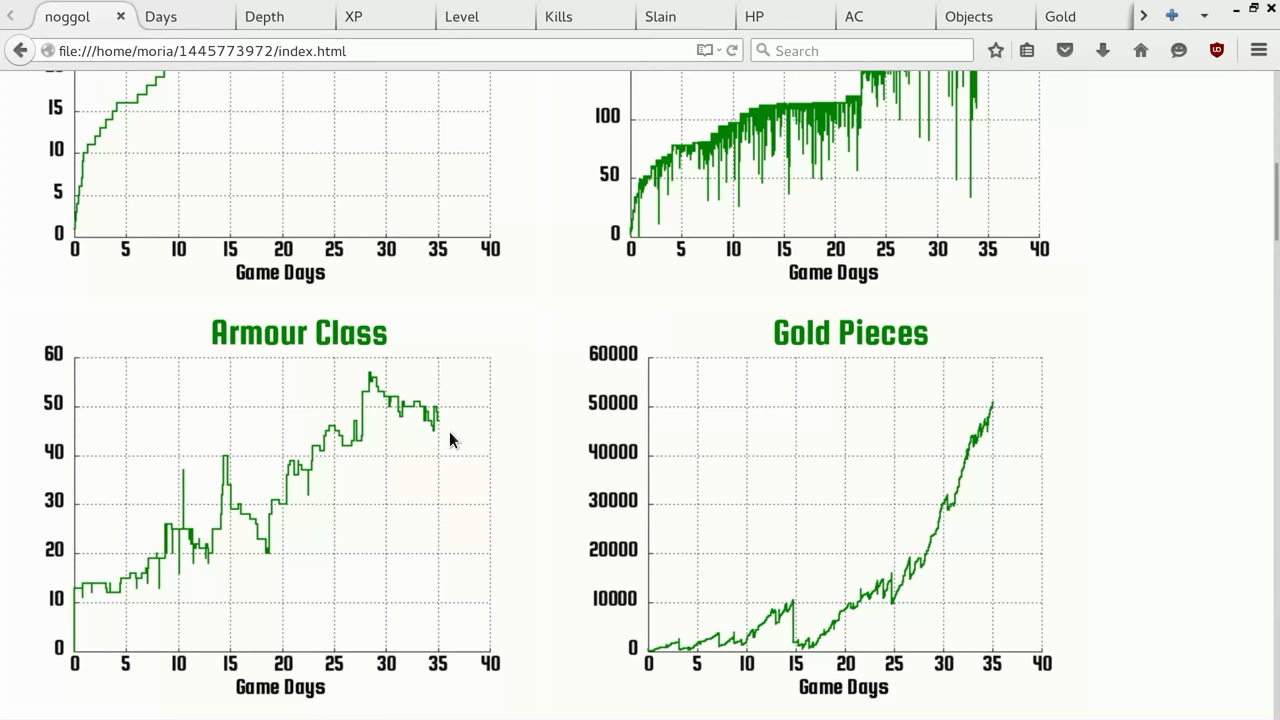 noggol Days Depth XP Level Kills Slain HP AC Objects Gold
file:///home/moria/1445773972/index.html Search
15
10
5
0
0 5 10 15 20 25 30 35 40
Game Days
100
50
0
0 5 10 15 20 25 30 35 40
Game Days
Armour Class
60
50
40
30
20
10
0
0 5 10 15 20 25 30 35 40
Game Days
Gold Pieces
60000
50000
40000
30000
20000
10000
0
0 5 10 15 20 25 30 35 40
Game Days